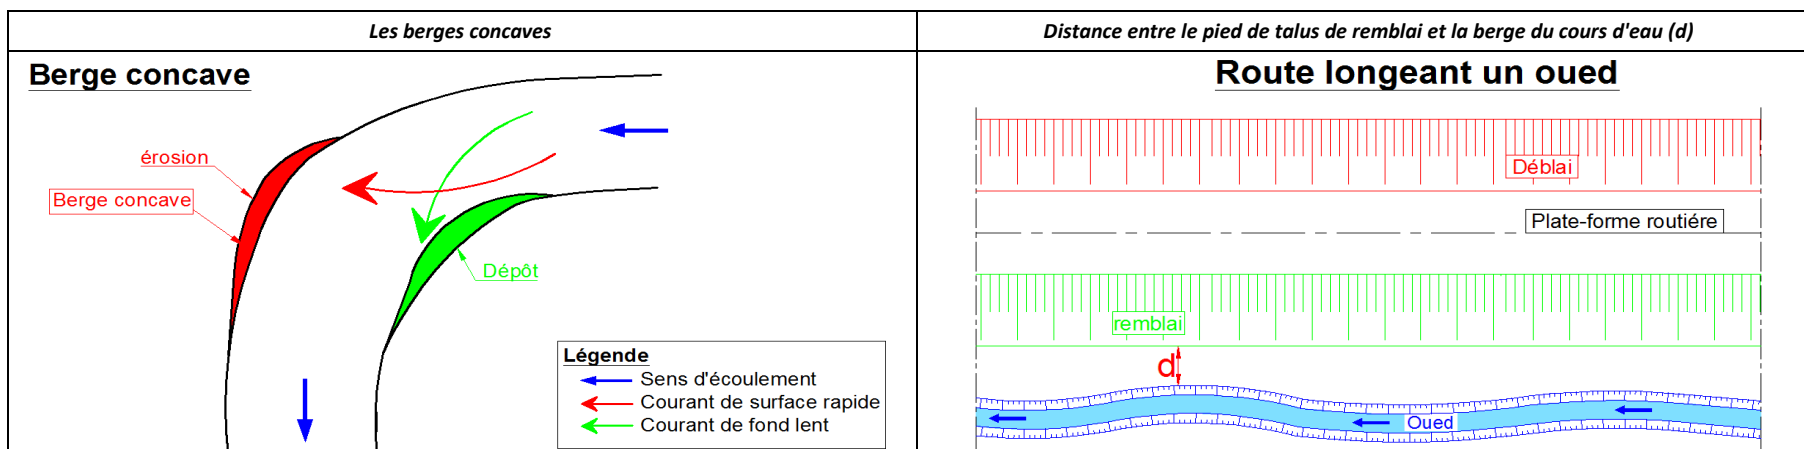 Les berges concaves
Berge concave
érosion
Berge concave
Dépôt
Légende
Sens d'écoulement
Courant de surface rapide
Courant de fond lent
Distance entre le pied de talus de remblai et la berge du cours d'eau (d)
Route longeant un oued
Déblai
Plate-forme routiére
remblai
d
Oued